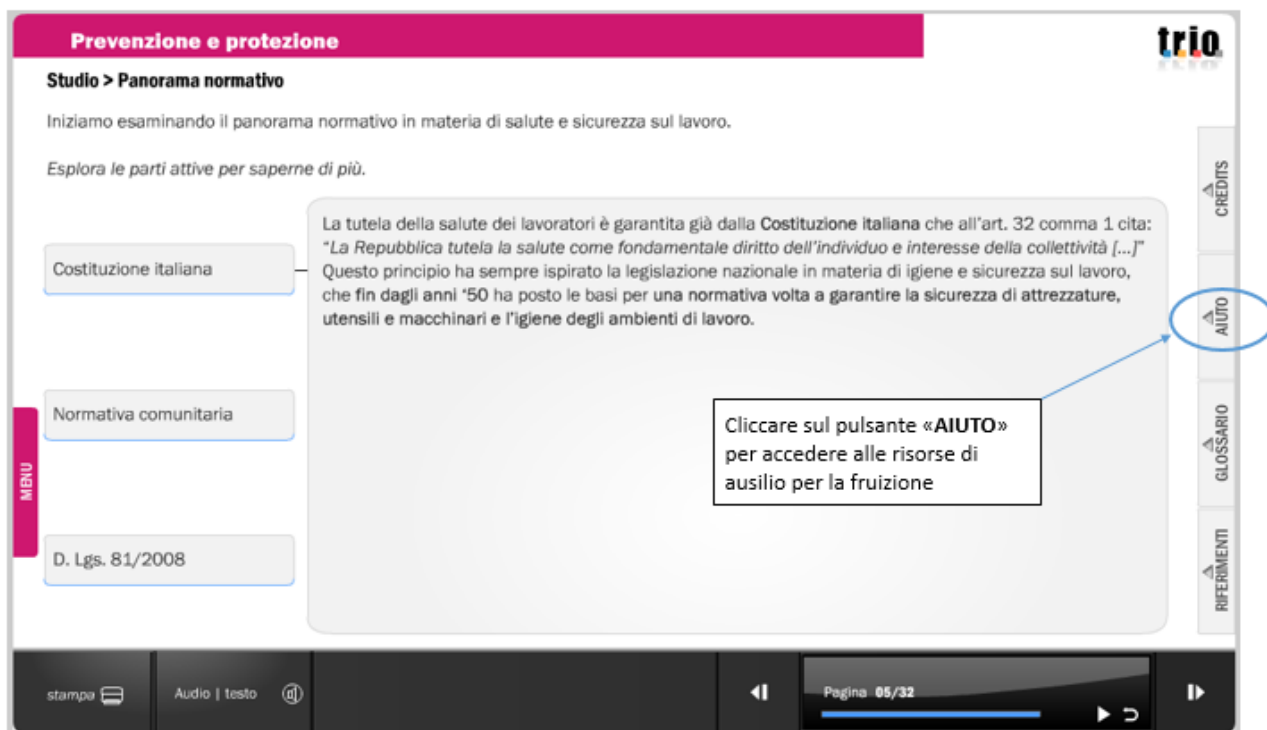 Prevenzione e protezione
trio
Studio > Panorama normativo
Iniziamo esaminando il panorama normativo in materia di salute e sicurezza sul lavoro.
Esplora le parti attive per saperne di più.
Costituzione italiana
La tutela della salute dei lavoratori è garantita già dalla Costituzione italiana che all'art. 32 comma 1 cita:
"La Repubblica tutela la salute come fondamentale diritto dell'individuo e interesse della collettività [...]"
Questo principio ha sempre ispirato la legislazione nazionale in materia di igiene e sicurezza sul lavoro,
che fin dagli anni '50 ha posto le basi per una normativa volta a garantire la sicurezza di attrezzature,
utensili e macchinari e l'igiene degli ambienti di lavoro.
Normativa comunitaria
D. Lgs. 81/2008
Cliccare sul pulsante «AIUTO»
per accedere alle risorse di
ausilio per la fruizione
MENU
CREDITS
AIUTO
GLOSSARIO
RIFERIMENTI
stampa
Audio | testo
Pagina 05/32